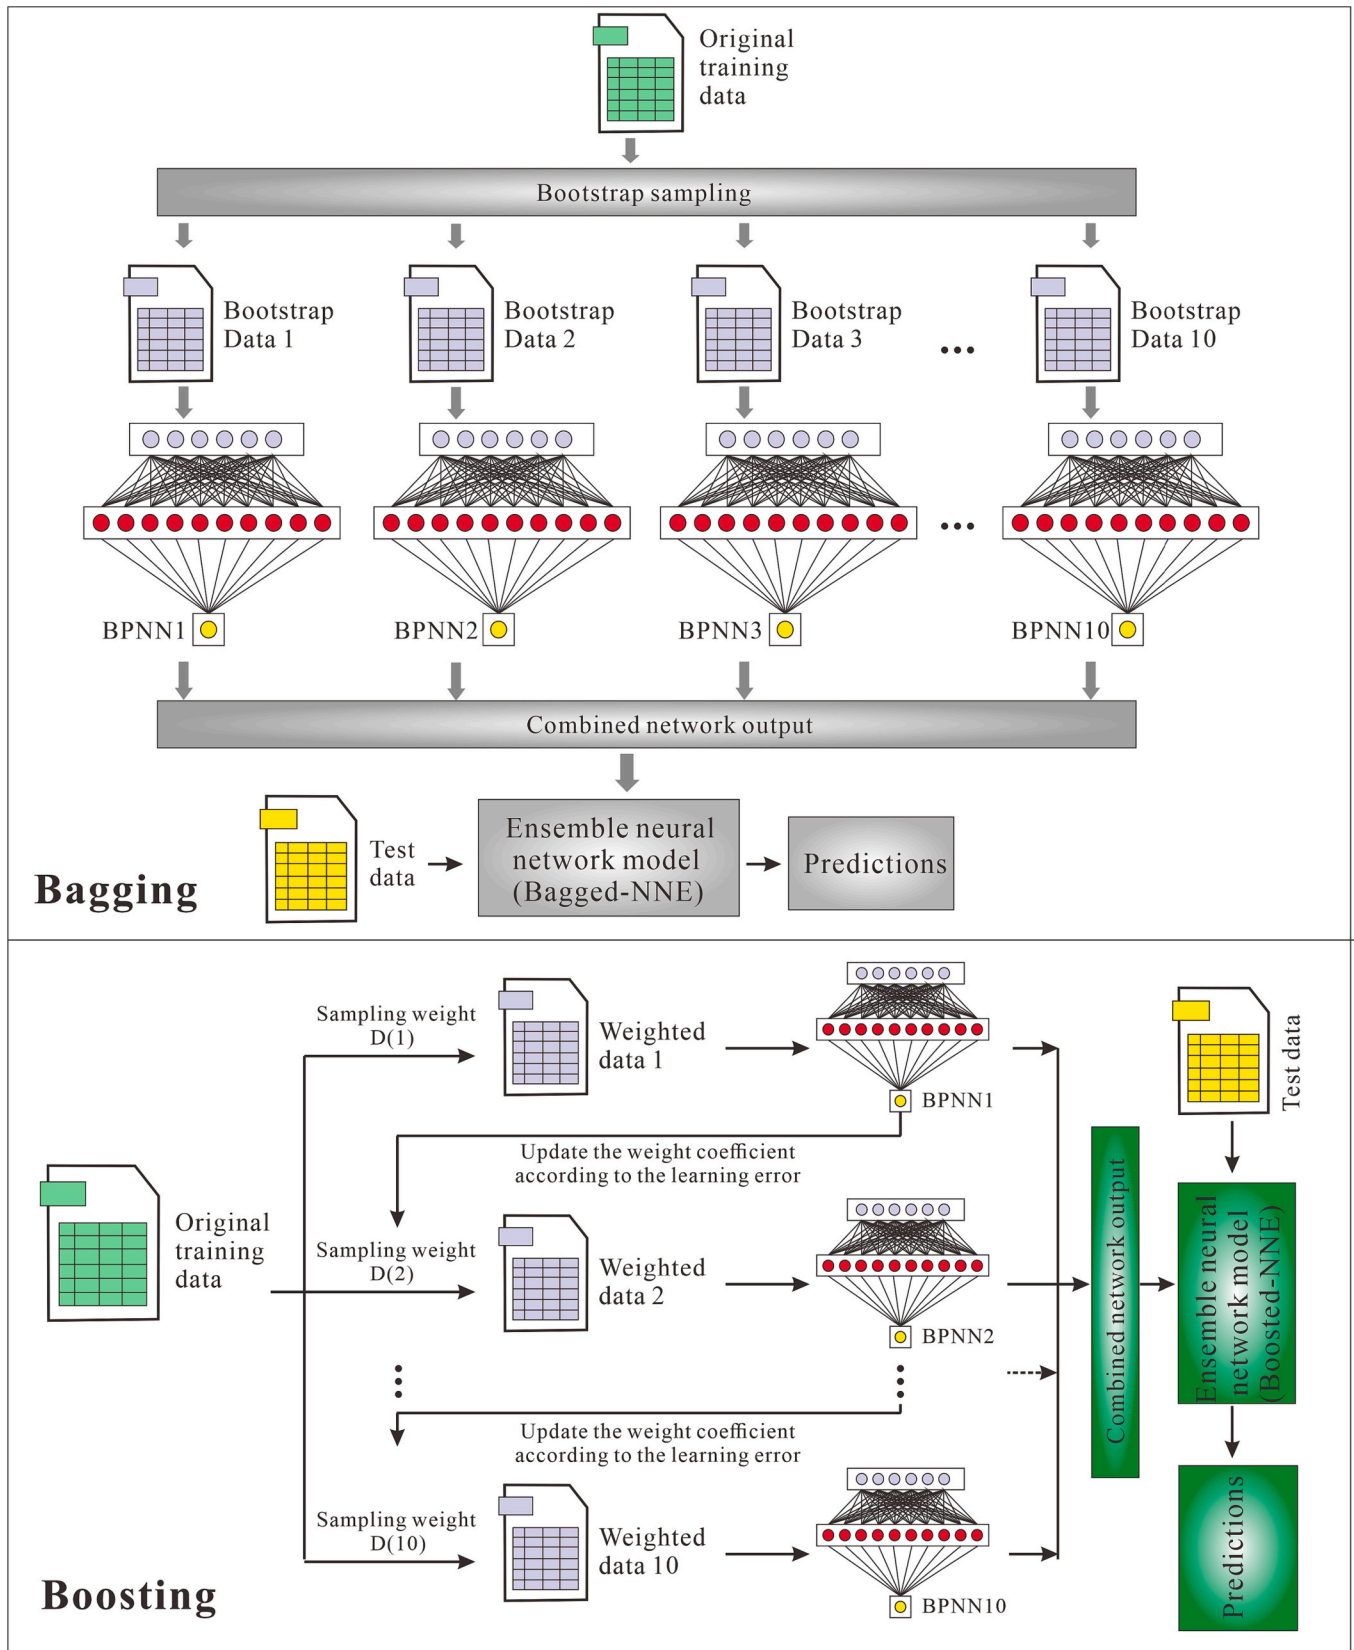 Original
training
data
Bootstrap sampling
Bootstrap
Data 1
Bootstrap
Data 2
Bootstrap
Data 3
...
Bootstrap
Data 10
...
BPNN1
BPNN2
BPNN3
BPNN10
Combined network output
Test
data
Ensemble neural
network model
(Bagged-NNE)
Predictions
Bagging
Sampling weight
D(1)
Weighted
data 1
BPNN1
Test data
Update the weight coefficient
according to the learning error
Original
training
data
Sampling weight
D(2)
Weighted
data 2
BPNN2
Combined network output
Ensemble neural
network model
(Boosted-NNE)
Update the weight coefficient
according to the learning error
Sampling weight
D(10)
Weighted
data 10
BPNN10
Predictions
Boosting